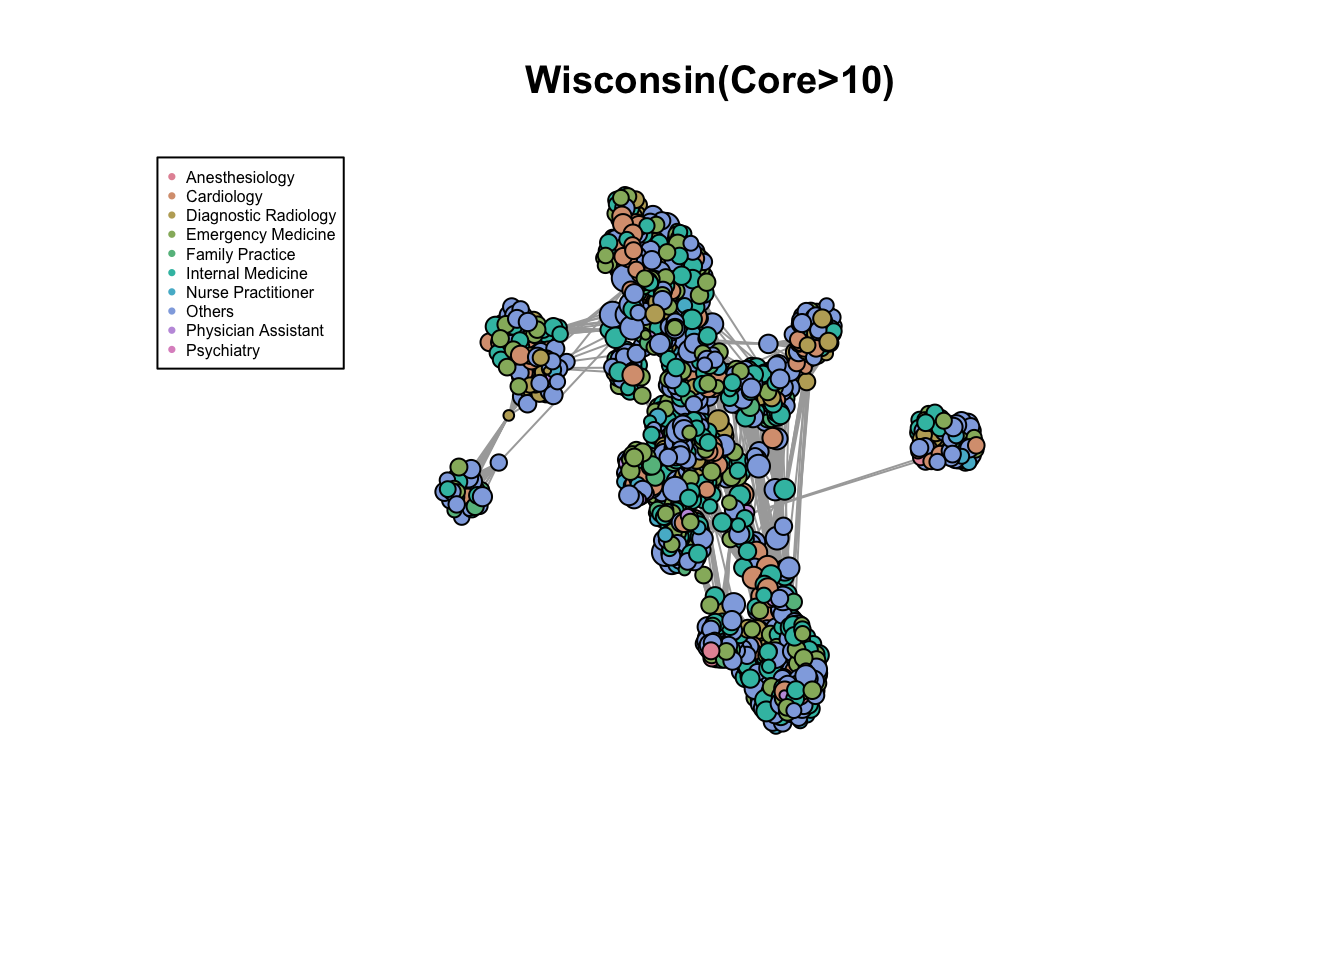 Wisconsin(Core>10)
Anesthesiology
Cardiology
Diagnostic Radiology
Emergency Medicine
Family Practice
Internal Medicine
Nurse Practitioner
Others
Physician Assistant
Psychiatry